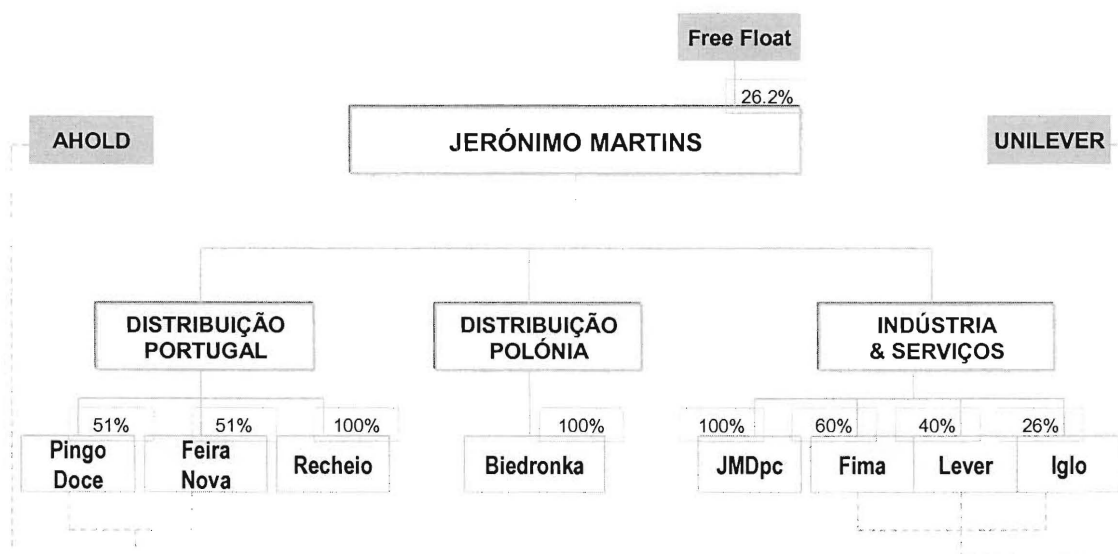 Free Float
26.2%
AHOLD
JERÓNIMO MARTINS
UNILEVER
DISTRIBUIÇÃO
PORTUGAL
DISTRIBUIÇÃO
POLÓNIA
INDÚSTRIA
& SERVIÇOS
51%
51%
100%
100%
100%
60%
40%
26%
Pingo
Doce
Feira
Nova
Recheio
Biedronka
JMDpc
Fima
Lever
Iglo